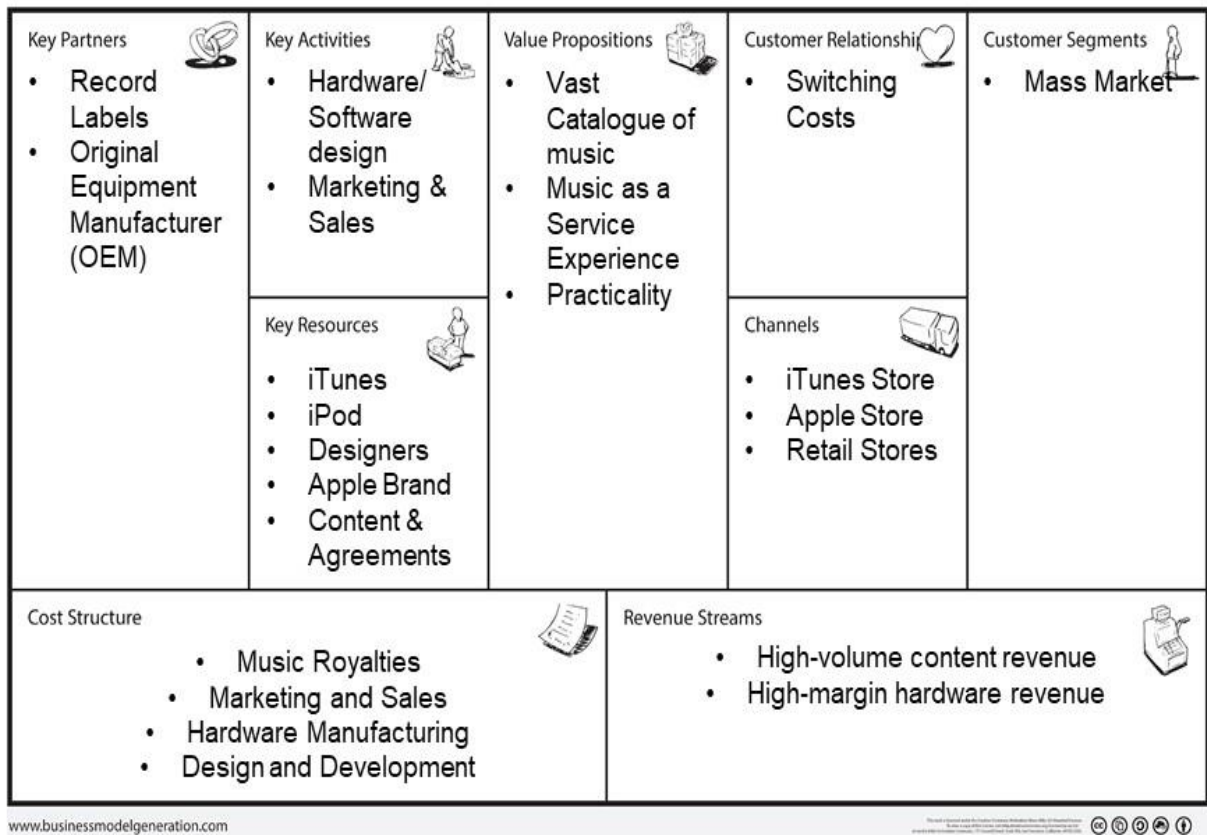 Key Partners
• Record
Labels
• Original
Equipment
Manufacturer
(OEM)
Key Activities
• Hardware/
Software
design
• Marketing &
Sales
Key Resources
• iTunes
• iPod
• Designers
• Apple Brand
• Content &
Agreements
Value Propositions
• Vast
Catalogue of
music
• Music as a
Service
Experience
• Practicality
Customer Relationship
• Switching
Costs
Channels
• iTunes Store
• Apple Store
• Retail Stores
Customer Segments
• Mass Market
Cost Structure
• Music Royalties
• Marketing and Sales
• Hardware Manufacturing
• Design and Development
Revenue Streams
• High-volume content revenue
• High-margin hardware revenue
www.businessmodelgeneration.com